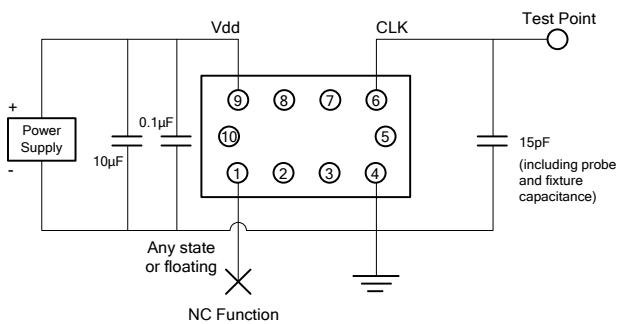 Test Point
Vdd
CLK
9
8
7
6
+
Power
Supply
-
10µF
0.1µF
10
5
15pF
(including probe
and fixture
capacitance)
1
2
3
4
Any state
or floating
NC Function